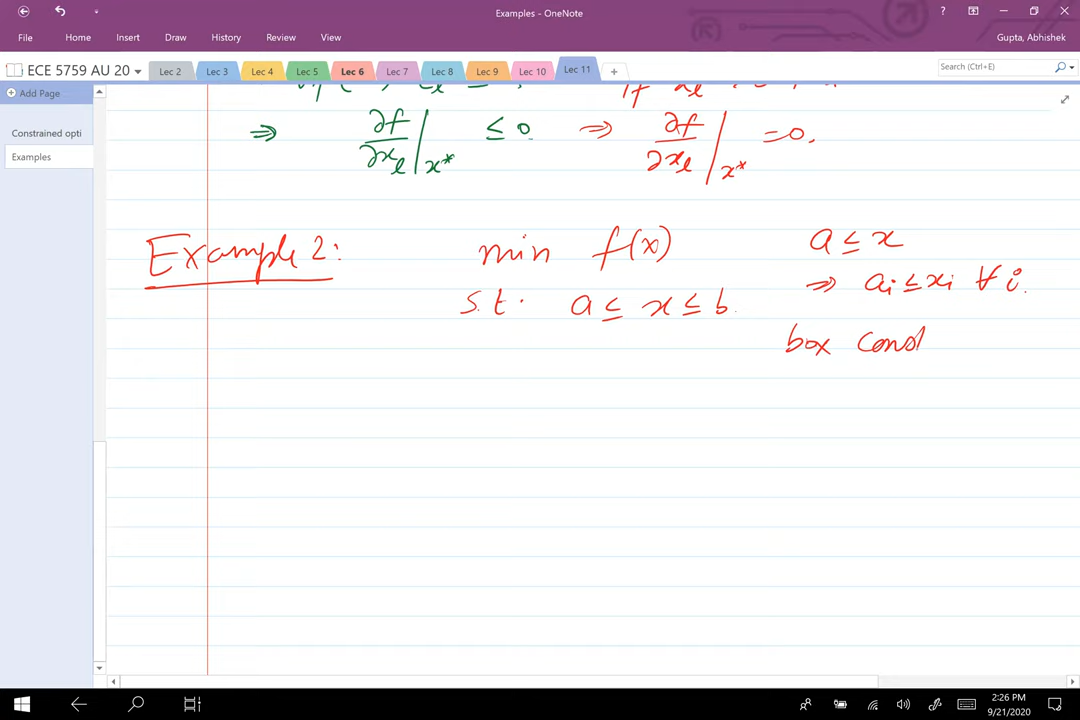 Examples - OneNote
Gupta, Abhishek
File Home Insert Draw History Review View
ECE 5759 AU 20
Lec 2 Lec 3 Lec 4 Lec 5 Lec 6 Lec 7 Lec 8 Lec 9 Lec 10 Lec 11
Search (Ctrl+E)
Add Page
Constrained opti
Examples
⇒ ∂f/∂xℓ |x* ≤ 0 ⇒ ∂f/∂xℓ |x* = 0.
Example 2: min f(x) a ≤ x
s.t. a ≤ x ≤ b. ⇒ ai ≤ xi ∀ i.
box const
2:26 PM
9/21/2020